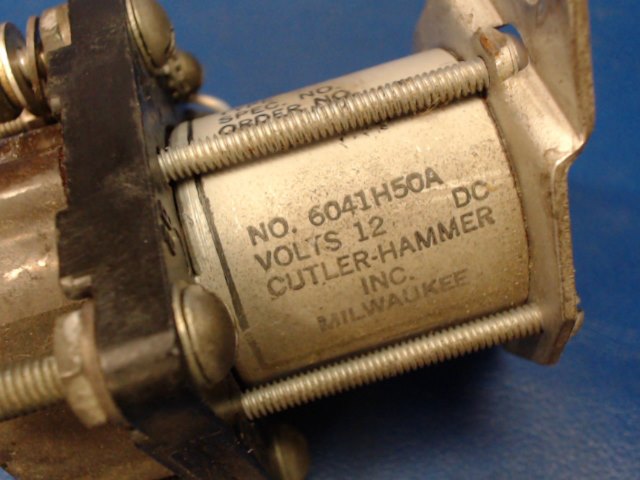 SPEC. NO.
ORDER NO.
NO. 6041H50A
VOLTS 12 DC
CUTLER-HAMMER
INC.
MILWAUKEE